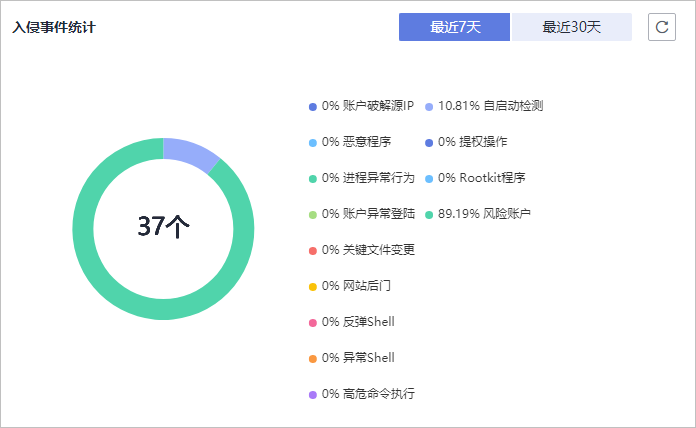 入侵事件统计
最近7天
最近30天
37个
0% 账户破解源IP
10.81% 自启动检测
0% 恶意程序
0% 提权操作
0% 进程异常行为
0% Rootkit程序
0% 账户异常登陆
89.19% 风险账户
0% 关键文件变更
0% 网站后门
0% 反弹Shell
0% 异常Shell
0% 高危命令执行